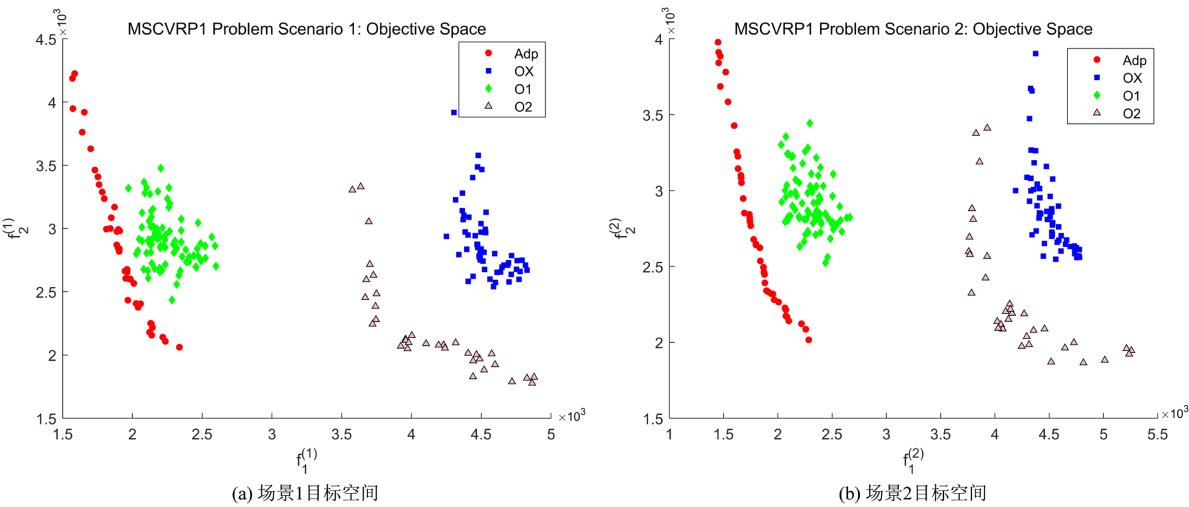 MSCVRP1 Problem Scenario 1: Objective Space
×10³
4.5
4
3.5
3
2.5
2
1.5
f₂⁽¹⁾
Adp
OX
O1
O2
1.5 2 2.5 3 3.5 4 4.5 5
×10³
f₁⁽¹⁾
(a) 场景1目标空间
MSCVRP1 Problem Scenario 2: Objective Space
×10³
4
3.5
3
2.5
2
1.5
f₂⁽²⁾
Adp
OX
O1
O2
1 1.5 2 2.5 3 3.5 4 4.5 5 5.5
×10³
f₁⁽²⁾
(b) 场景2目标空间